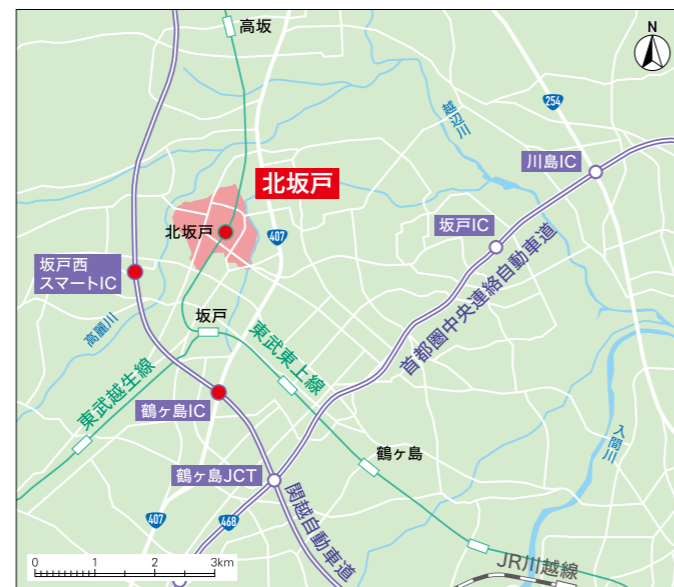 高坂
N
254
越辺川
川島IC
北坂戸
北坂戸
407
坂戸IC
坂戸西
スマートIC
首都圏中央連絡自動車道
高麗川
坂戸
東武東上線
東武越生線
鶴ヶ島IC
入間川
鶴ヶ島
鶴ヶ島JCT
関越自動車道
407
468
0 1 2 3km
JR川越線